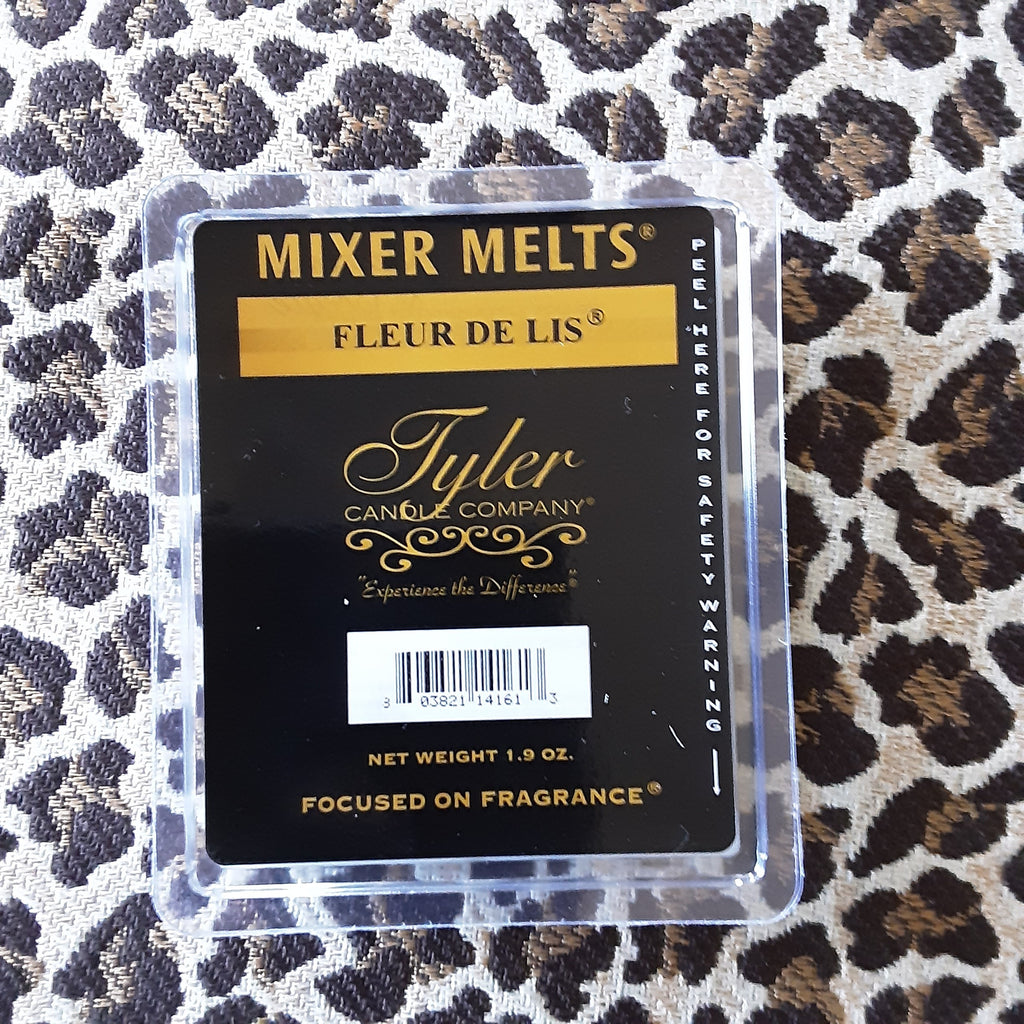 MIXER MELTS®
FLEUR DE LIS®
Tyler
CANDLE COMPANY®
"Experience the Difference"®
8 03821 14161 3
NET WEIGHT 1.9 OZ.
FOCUSED ON FRAGRANCE®
PEEL HERE FOR SAFETY WARNING